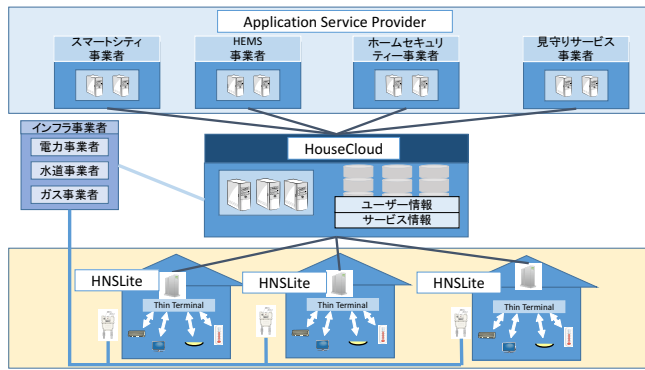 Application Service Provider
スマートシティ
事業者
HEMS
事業者
ホームセキュリ
ティー事業者
見守りサービス
事業者
インフラ事業者
電力事業者
水道事業者
ガス事業者
HouseCloud
ユーザー情報
サービス情報
HNSLite
Thin Terminal
HNSLite
Thin Terminal
HNSLite
Thin Terminal